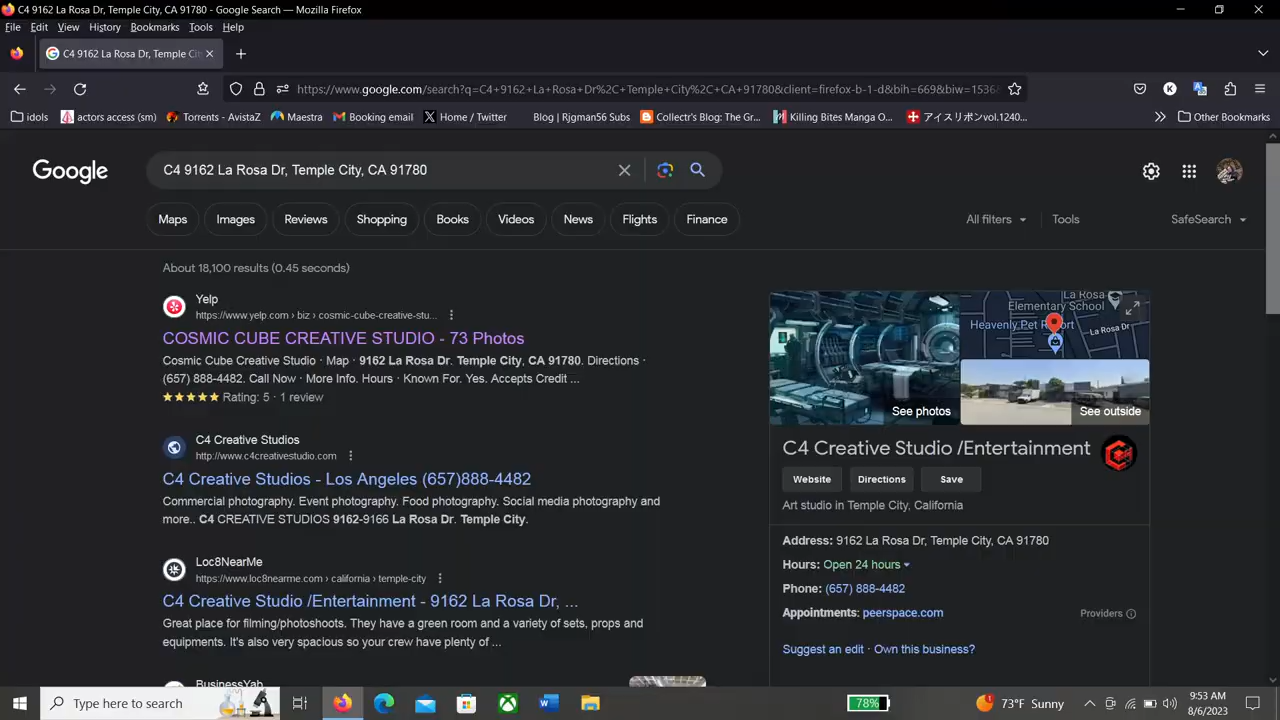 C4 9162 La Rosa Dr, Temple City, CA 91780 - Google Search — Mozilla Firefox
File Edit View History Bookmarks Tools Help
C4 9162 La Rosa Dr, Temple Cit
https://www.google.com/search?q=C4+9162+La+Rosa+Dr%2C+Temple+City%2C+CA+91780&client=firefox-b-1-d&bih=669&biw=1536
idols actors access (sm) Torrents - AvistaZ Maestra Booking email Home / Twitter Blog | Rjgman56 Subs Collectr's Blog: The Gr... Killing Bites Manga O... アイスリボンvol.1240... Other Bookmarks
Google
C4 9162 La Rosa Dr, Temple City, CA 91780
Maps Images Reviews Shopping Books Videos News Flights Finance All filters Tools SafeSearch
About 18,100 results (0.45 seconds)
Yelp
https://www.yelp.com › biz › cosmic-cube-creative-stu...
COSMIC CUBE CREATIVE STUDIO - 73 Photos
Cosmic Cube Creative Studio · Map · 9162 La Rosa Dr. Temple City, CA 91780. Directions ·
(657) 888-4482. Call Now · More Info. Hours · Known For. Yes. Accepts Credit ...
Rating: 5 · 1 review
C4 Creative Studios
http://www.c4creativestudio.com
C4 Creative Studios - Los Angeles (657)888-4482
Commercial photography. Event photography. Food photography. Social media photography and
more.. C4 CREATIVE STUDIOS 9162-9166 La Rosa Dr. Temple City.
Loc8NearMe
https://www.loc8nearme.com › california › temple-city
C4 Creative Studio /Entertainment - 9162 La Rosa Dr, ...
Great place for filming/photoshoots. They have a green room and a variety of sets, props and
equipments. It's also very spacious so your crew have plenty of ...
BusinessYab
La Rosa
Elementary School
Heavenly Pet Resort
La Rosa Dr
See photos
See outside
C4 Creative Studio /Entertainment
Website Directions Save
Art studio in Temple City, California
Address: 9162 La Rosa Dr, Temple City, CA 91780
Hours: Open 24 hours
Phone: (657) 888-4482
Appointments: peerspace.com
Providers
Suggest an edit · Own this business?
Type here to search
78%
1
73°F Sunny
9:53 AM
8/6/2023